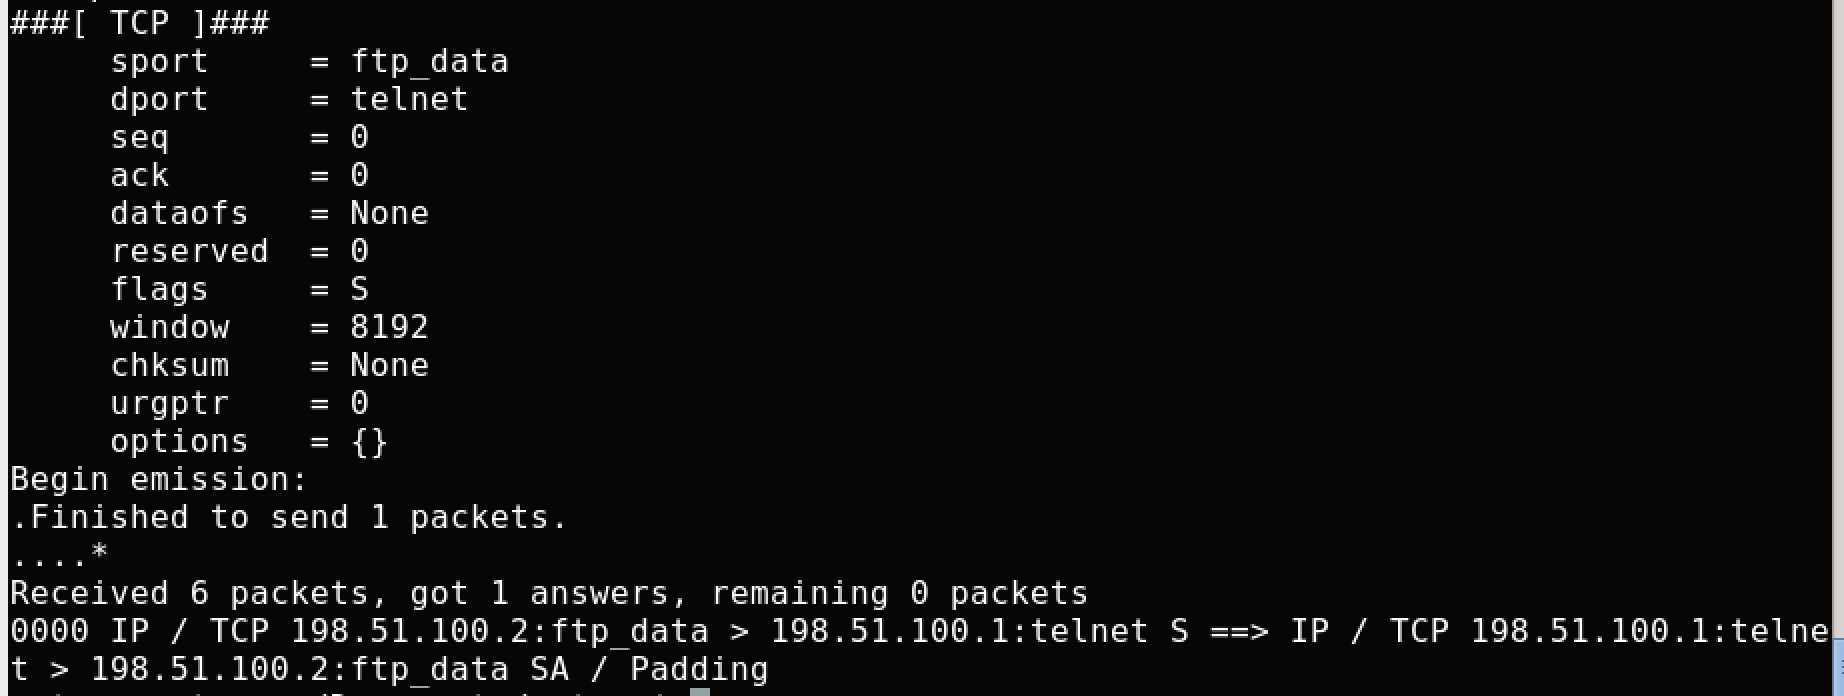 ###[ TCP ]###
     sport     = ftp_data
     dport     = telnet
     seq       = 0
     ack       = 0
     dataofs   = None
     reserved  = 0
     flags     = S
     window    = 8192
     chksum    = None
     urgptr    = 0
     options   = {}
Begin emission:
.Finished to send 1 packets.
....*
Received 6 packets, got 1 answers, remaining 0 packets
0000 IP / TCP 198.51.100.2:ftp_data > 198.51.100.1:telnet S ==> IP / TCP 198.51.100.1:telne
t > 198.51.100.2:ftp_data SA / Padding